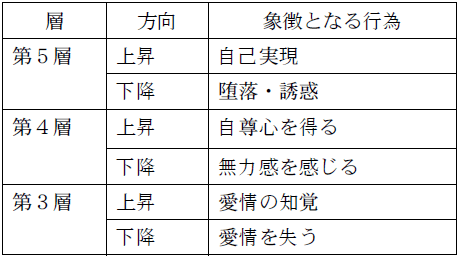 層 方向 象徴となる行為
第５層 上昇 自己実現
下降 堕落・誘惑
第４層 上昇 自尊心を得る
下降 無力感を感じる
第３層 上昇 愛情の知覚
下降 愛情を失う